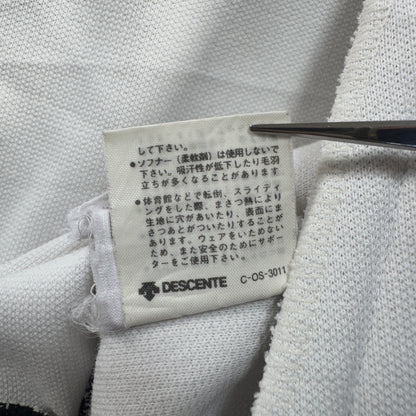 して下さい。
●ソフナー(柔軟剤)は使用しないで
下さい。吸汗性が低下したり毛羽
立ちが多くなることがあります
●体育館などで転倒、スライディ
ングをした際、まさつ熱により
生地に穴があいたり、表面にま
さつあとがついたりすることが
あります。ウェアをいためない
ため、また安全のためにサポー
ターをご使用下さい。
DESCENTE C-OS-3011